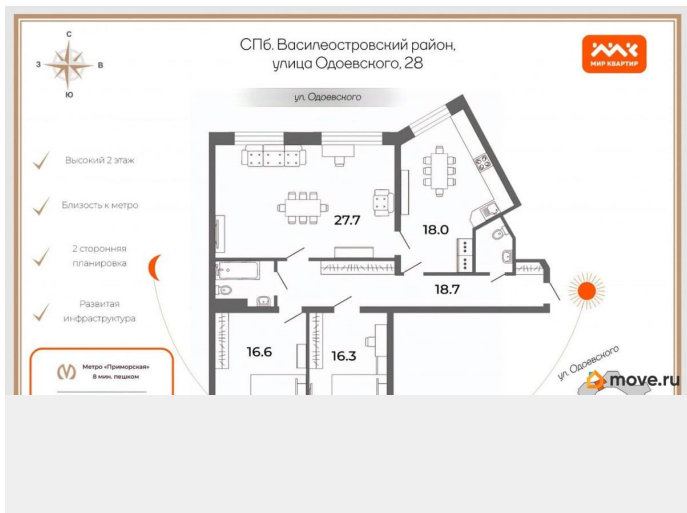 С
З
В
Ю
СПб. Василеостровский район,
улица Одоевского, 28
МИР КВАРТИР
ул. Одоевского
Высокий 2 этаж
Близость к метро
2 сторонняя
планировка
Развитая
инфраструктура
Метро «Приморская»
8 мин. пешком
27.7
18.0
18.7
16.6
16.3
ул. Одоевского
move.ru